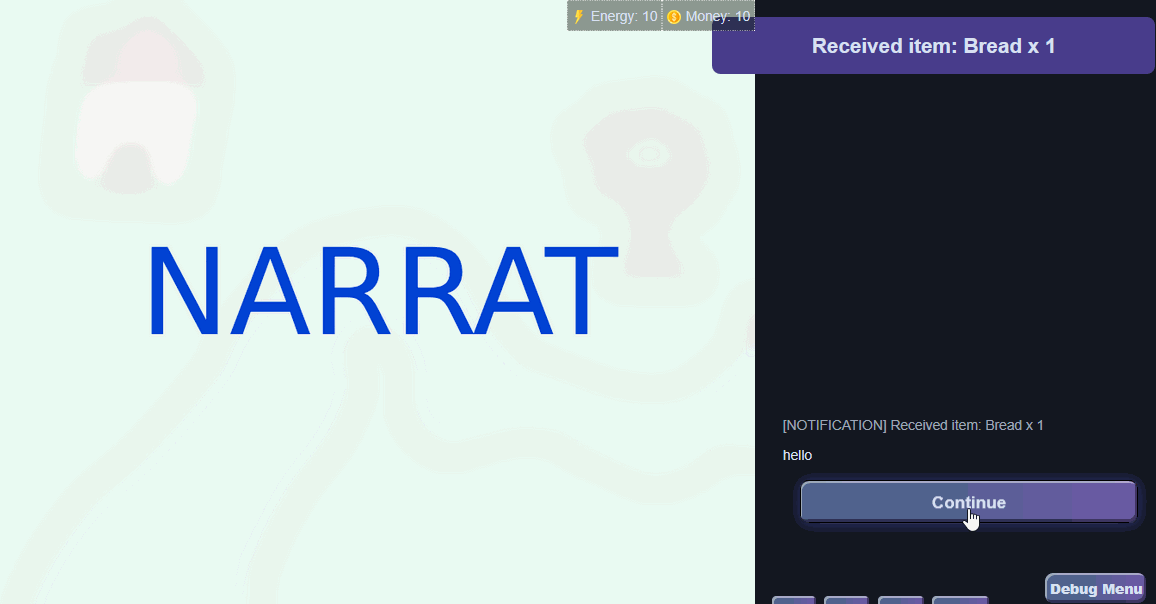 Energy: 10 Money: 10
Received item: Bread x 1
NARRAT
[NOTIFICATION] Received item: Bread x 1
hello
Continue
Debug Menu